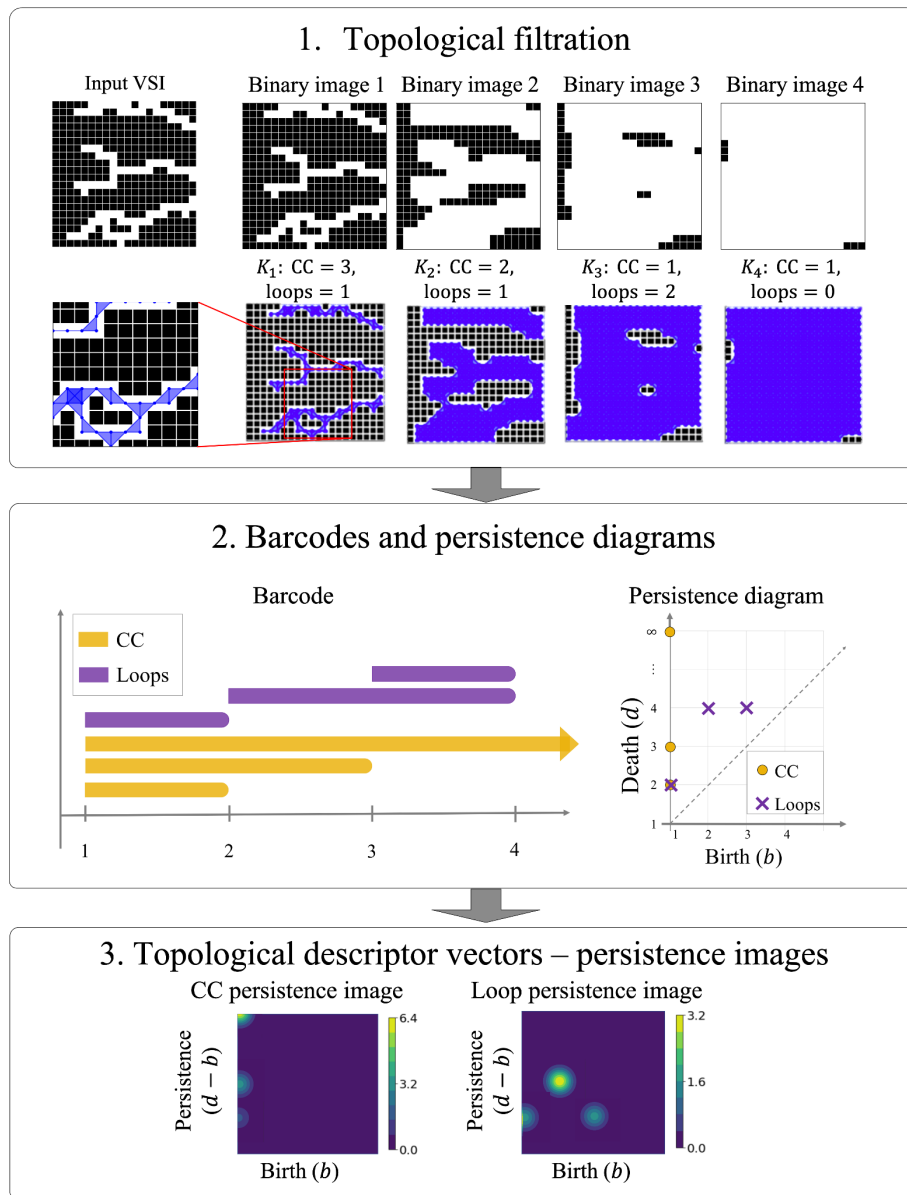 1. Topological filtration
Input VSI
Binary image 1
Binary image 2
Binary image 3
Binary image 4
K₁: CC = 3,
loops = 1
K₂: CC = 2,
loops = 1
K₃: CC = 1,
loops = 2
K₄: CC = 1,
loops = 0
2. Barcodes and persistence diagrams
Barcode
CC
Loops
1 2 3 4
Persistence diagram
Death (d)
∞
⋮
4
3
2
1
CC
Loops
1 2 3 4
Birth (b)
3. Topological descriptor vectors – persistence images
CC persistence image
Persistence
(d − b)
6.4
3.2
0.0
Birth (b)
Loop persistence image
Persistence
(d − b)
3.2
1.6
0.0
Birth (b)